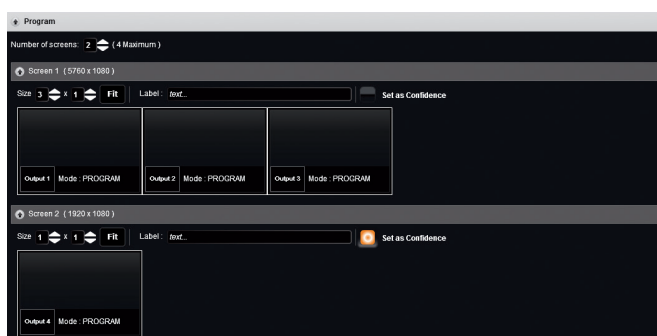 Program
Number of screens: 2 ( 4 Maximum )
Screen 1 ( 5760 x 1080 )
Size 3 x 1 Fit Label : text... Set as Confidence
Output 1 Mode : PROGRAM Output 2 Mode : PROGRAM Output 3 Mode : PROGRAM
Screen 2 ( 1920 x 1080 )
Size 1 x 1 Fit Label : text... Set as Confidence
Output 4 Mode : PROGRAM